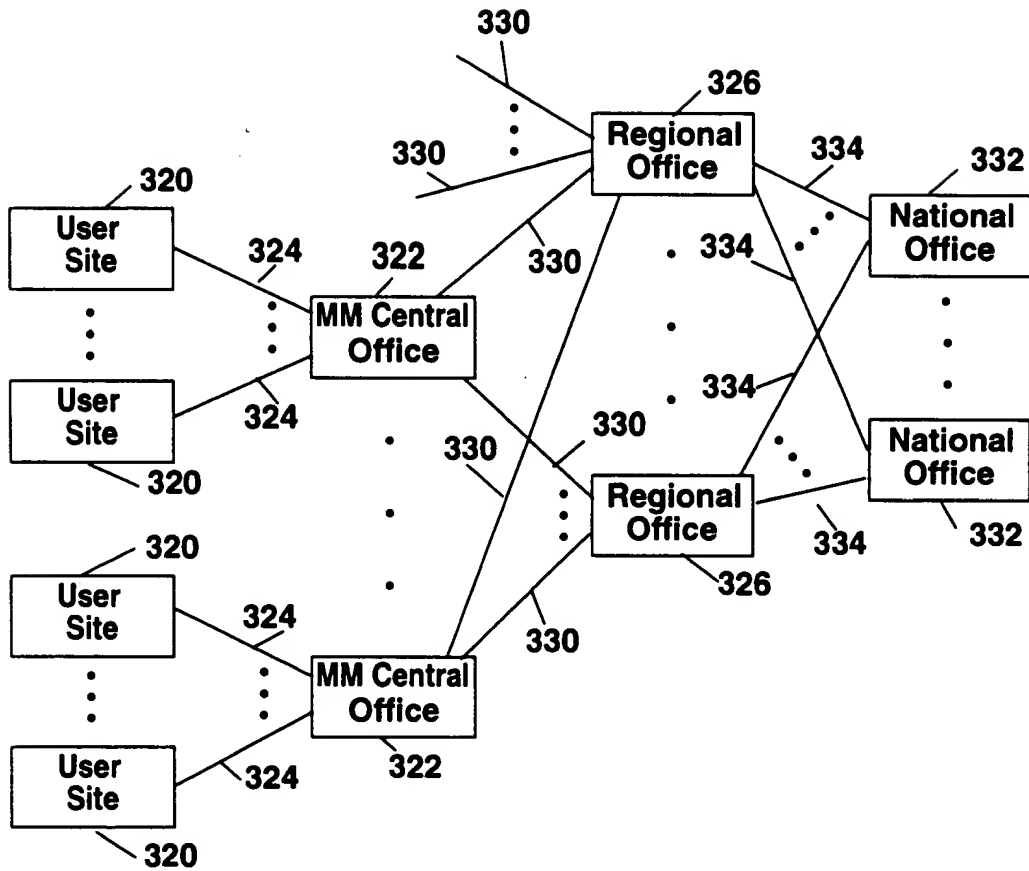 330
326
Regional
Office
330
334
332
National
Office
320
User
Site
324
322
330
334
MM Central
Office
User
Site
324
334
320
330
330
Regional
Office
National
Office
334
332
326
320
User
Site
324
330
MM Central
Office
322
User
Site
324
320